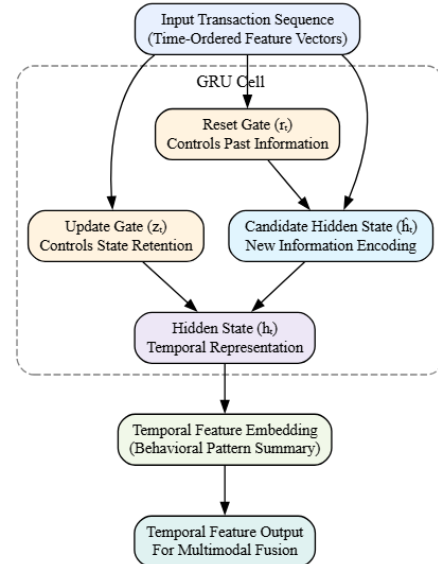 Input Transaction Sequence
(Time-Ordered Feature Vectors)
GRU Cell
Reset Gate (rₜ)
Controls Past Information
Update Gate (zₜ)
Controls State Retention
Candidate Hidden State (ĥₜ)
New Information Encoding
Hidden State (hₜ)
Temporal Representation
Temporal Feature Embedding
(Behavioral Pattern Summary)
Temporal Feature Output
For Multimodal Fusion